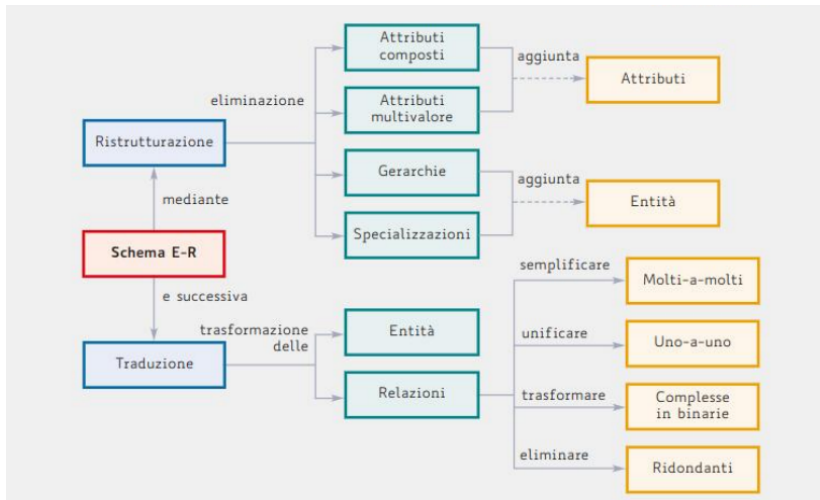 Attributi
composti
aggiunta
Attributi
eliminazione
Attributi
multivalore
Ristrutturazione
Gerarchie
aggiunta
mediante
Entità
Specializzazioni
Schema E-R
semplificare
Molti-a-molti
e successiva
trasformazione
delle
Entità
unificare
Uno-a-uno
Traduzione
Relazioni
trasformare
Complesse
in binarie
eliminare
Ridondanti